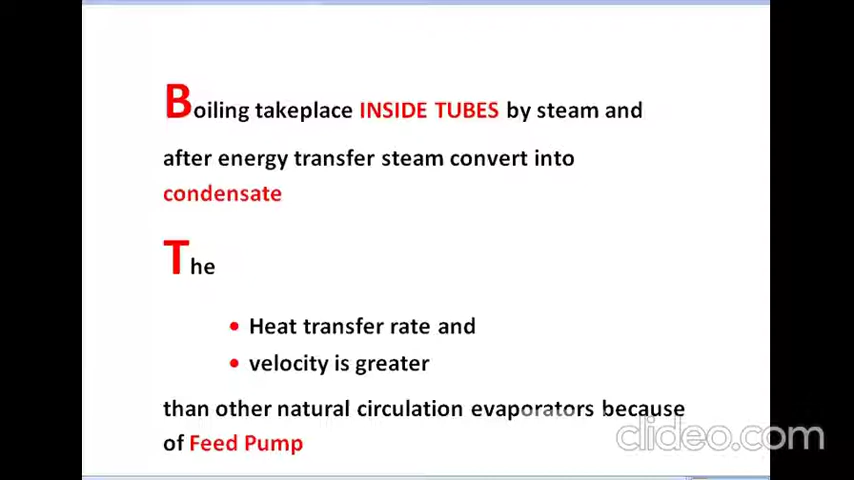 Boiling takeplace INSIDE TUBES by steam and
after energy transfer steam convert into
condensate
The
• Heat transfer rate and
• velocity is greater
than other natural circulation evaporators because
of Feed Pump
clideo.com